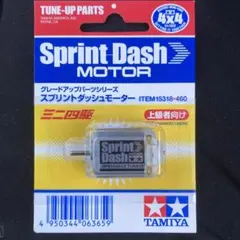 TUNE-UP PARTS
4X4
Sprint Dash
MOTOR
グレードアップパーツシリーズ
スプリントダッシュモーター ITEM15318-460
ミニ四駆
上級者向け
Sprint
Dash
TAMIYA
4 950344 063659